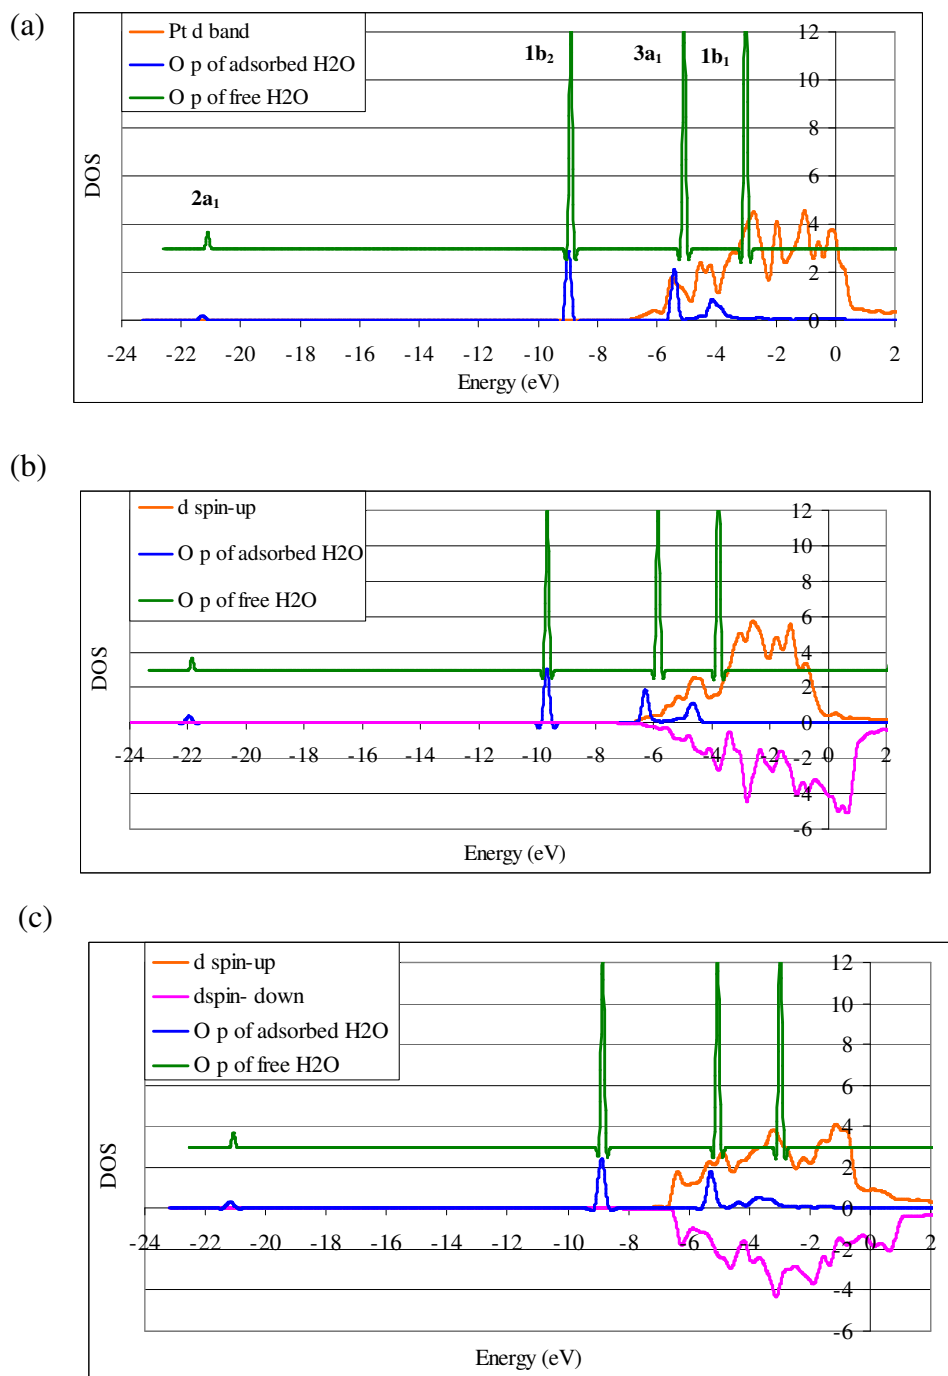 (a)
Pt d band
O p of adsorbed H2O
O p of free H2O
1b₂ 3a₁ 1b₁
2a₁
DOS
12
10
8
6
4
2
0
-24 -22 -20 -18 -16 -14 -12 -10 -8 -6 -4 -2 0 2
Energy (eV)
(b)
d spin-up
O p of adsorbed H2O
O p of free H2O
DOS
12
10
8
6
4
2
0
-24 -22 -20 -18 -16 -14 -12 -10 -8 -6 -4 -2 0 2
-2
-4
-6
Energy (eV)
(c)
d spin-up
dspin- down
O p of adsorbed H2O
O p of free H2O
DOS
12
10
8
6
4
2
0
-24 -22 -20 -18 -16 -14 -12 -10 -8 -6 -4 -2 0 2
-2
-4
-6
Energy (eV)